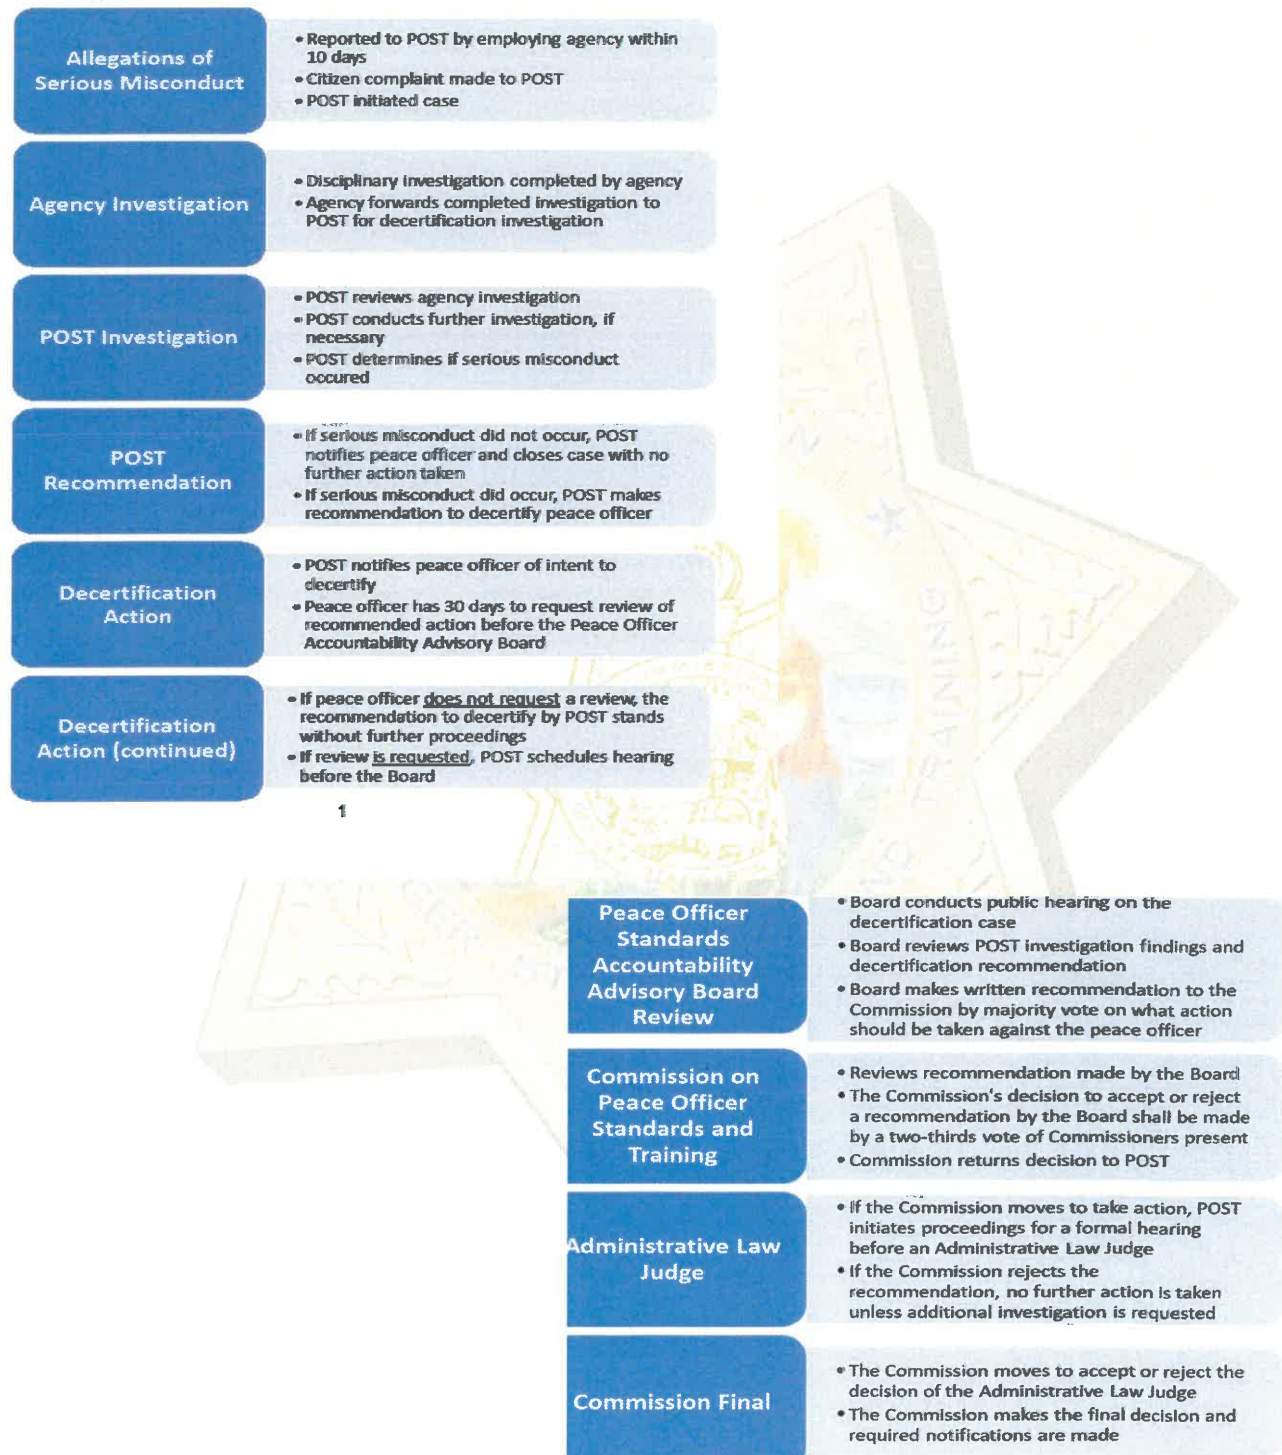 Allegations of
Serious Misconduct
• Reported to POST by employing agency within
10 days
• Citizen complaint made to POST
• POST initiated case
Agency Investigation
• Disciplinary investigation completed by agency
• Agency forwards completed investigation to
POST for decertification investigation
POST Investigation
• POST reviews agency investigation
• POST conducts further investigation, if
necessary
• POST determines if serious misconduct
occured
POST
Recommendation
• If serious misconduct did not occur, POST
notifies peace officer and closes case with no
further action taken
• If serious misconduct did occur, POST makes
recommendation to decertify peace officer
Decertification
Action
• POST notifies peace officer of intent to
decertify
• Peace officer has 30 days to request review of
recommended action before the Peace Officer
Accountability Advisory Board
Decertification
Action (continued)
• If peace officer does not request a review, the
recommendation to decertify by POST stands
without further proceedings
• If review is requested, POST schedules hearing
before the Board
1
TRAINING
Peace Officer
Standards
Accountability
Advisory Board
Review
• Board conducts public hearing on the
decertification case
• Board reviews POST investigation findings and
decertification recommendation
• Board makes written recommendation to the
Commission by majority vote on what action
should be taken against the peace officer
Commission on
Peace Officer
Standards and
Training
• Reviews recommendation made by the Board
• The Commission's decision to accept or reject
a recommendation by the Board shall be made
by a two-thirds vote of Commissioners present
• Commission returns decision to POST
Administrative Law
Judge
• If the Commission moves to take action, POST
initiates proceedings for a formal hearing
before an Administrative Law Judge
• If the Commission rejects the
recommendation, no further action is taken
unless additional investigation is requested
Commission Final
• The Commission moves to accept or reject the
decision of the Administrative Law Judge
• The Commission makes the final decision and
required notifications are made